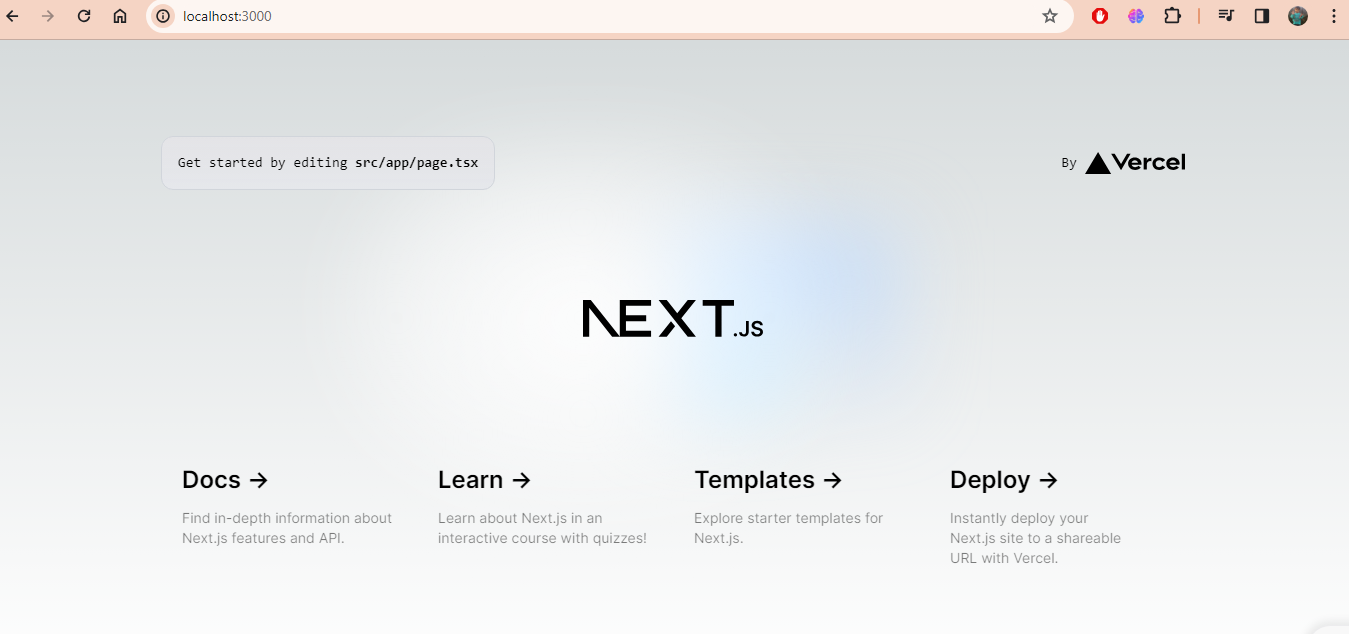 localhost:3000
Get started by editing src/app/page.tsx
By Vercel
NEXT.JS
Docs ->
Find in-depth information about
Next.js features and API.
Learn ->
Learn about Next.js in an
interactive course with quizzes!
Templates ->
Explore starter templates for
Next.js.
Deploy ->
Instantly deploy your
Next.js site to a shareable
URL with Vercel.